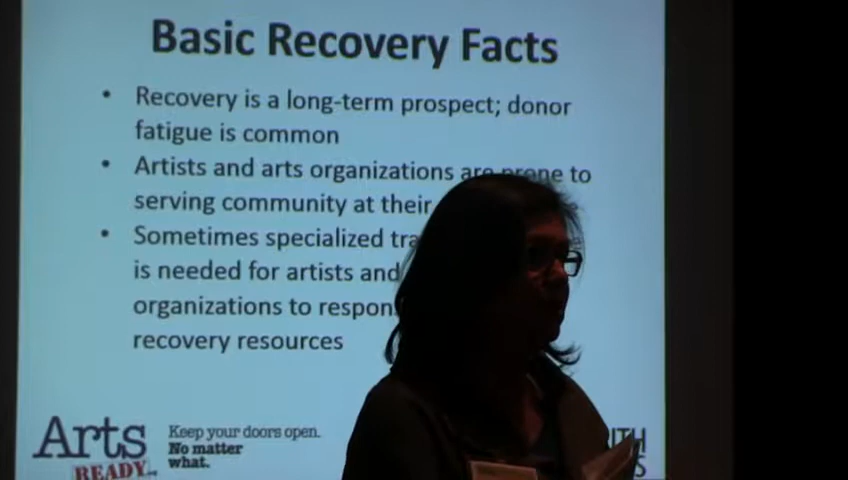 Basic Recovery Facts
• Recovery is a long-term prospect; donor
fatigue is common
• Artists and arts organizations are prone to
serving community at their
• Sometimes specialized
is needed for artists and
organizations to
recovery resources
Arts
READY
Keep your doors open.
No matter
what.